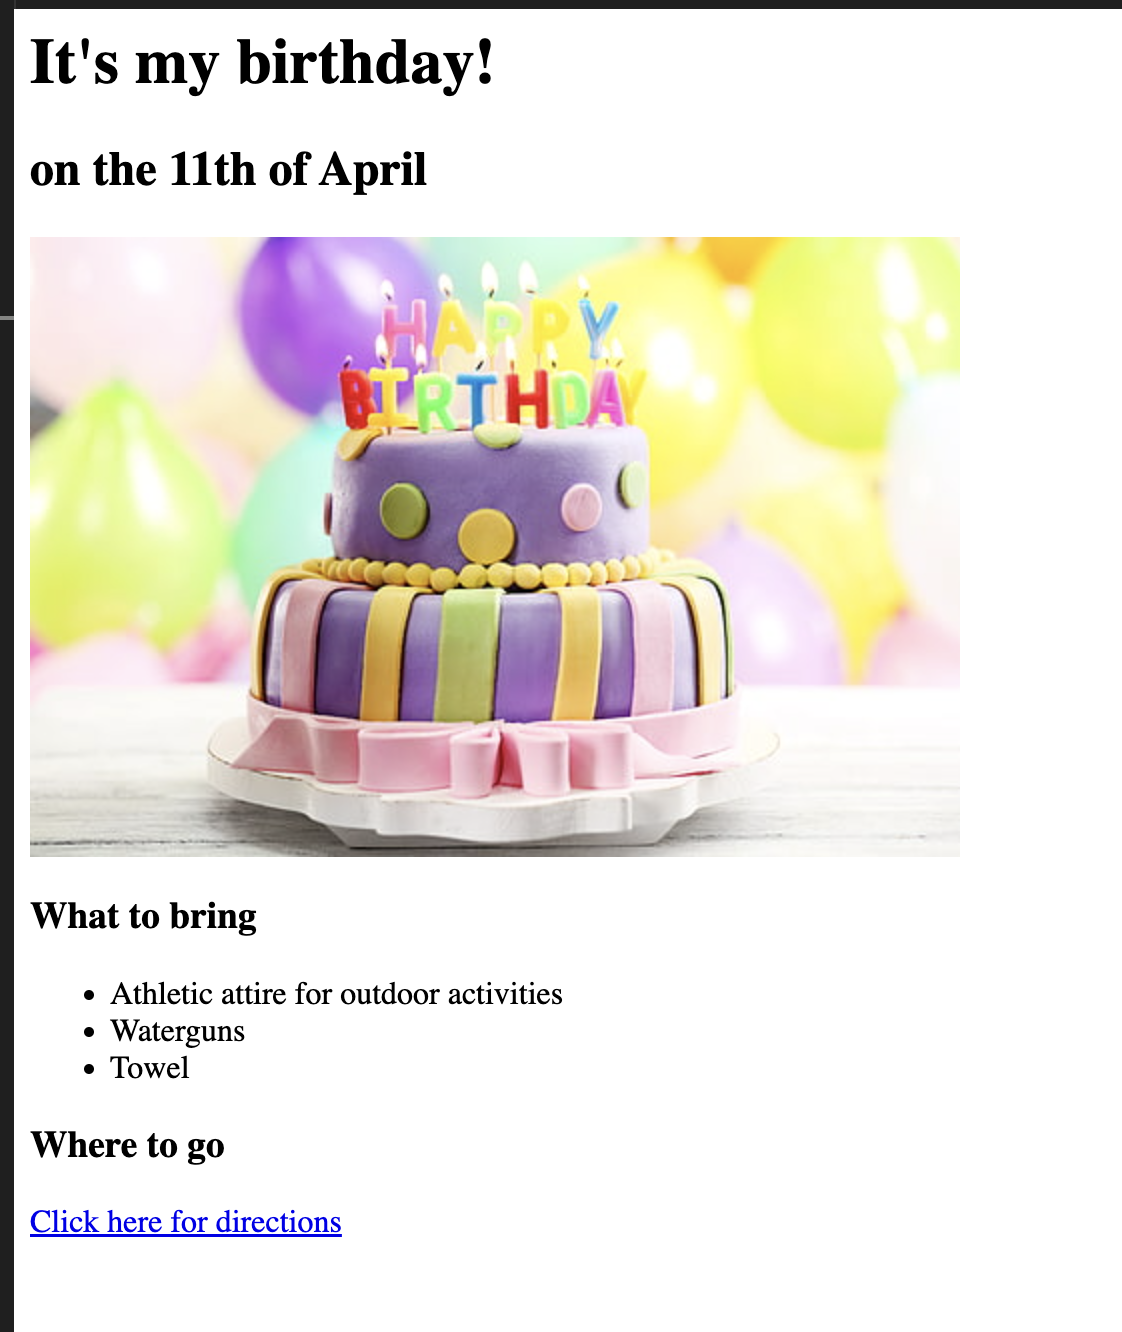 It's my birthday!
on the 11th of April
HAPPY
BIRTHDAY
What to bring
Athletic attire for outdoor activities
Waterguns
Towel
Where to go
Click here for directions